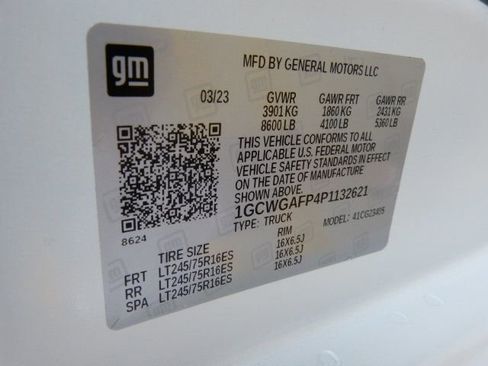 gm
MFD BY GENERAL MOTORS LLC
03/23 GVWR GAWR FRT GAWR RR
3901 KG 1860 KG 2431 KG
8600 LB 4100 LB 5360 LB
THIS VEHICLE CONFORMS TO ALL
APPLICABLE U.S. FEDERAL MOTOR
VEHICLE SAFETY STANDARDS IN EFFECT
ON THE DATE OF MANUFACTURE
SHOWN ABOVE.
1GCWGAFP4P1132621
8624 TYPE: TRUCK MODEL:
TIRE SIZE RIM
FRT LT245/75R16ES 16X6.5J
RR LT245/75R16ES 16X6.5J
SPA LT245/75R16ES 16X6.5J